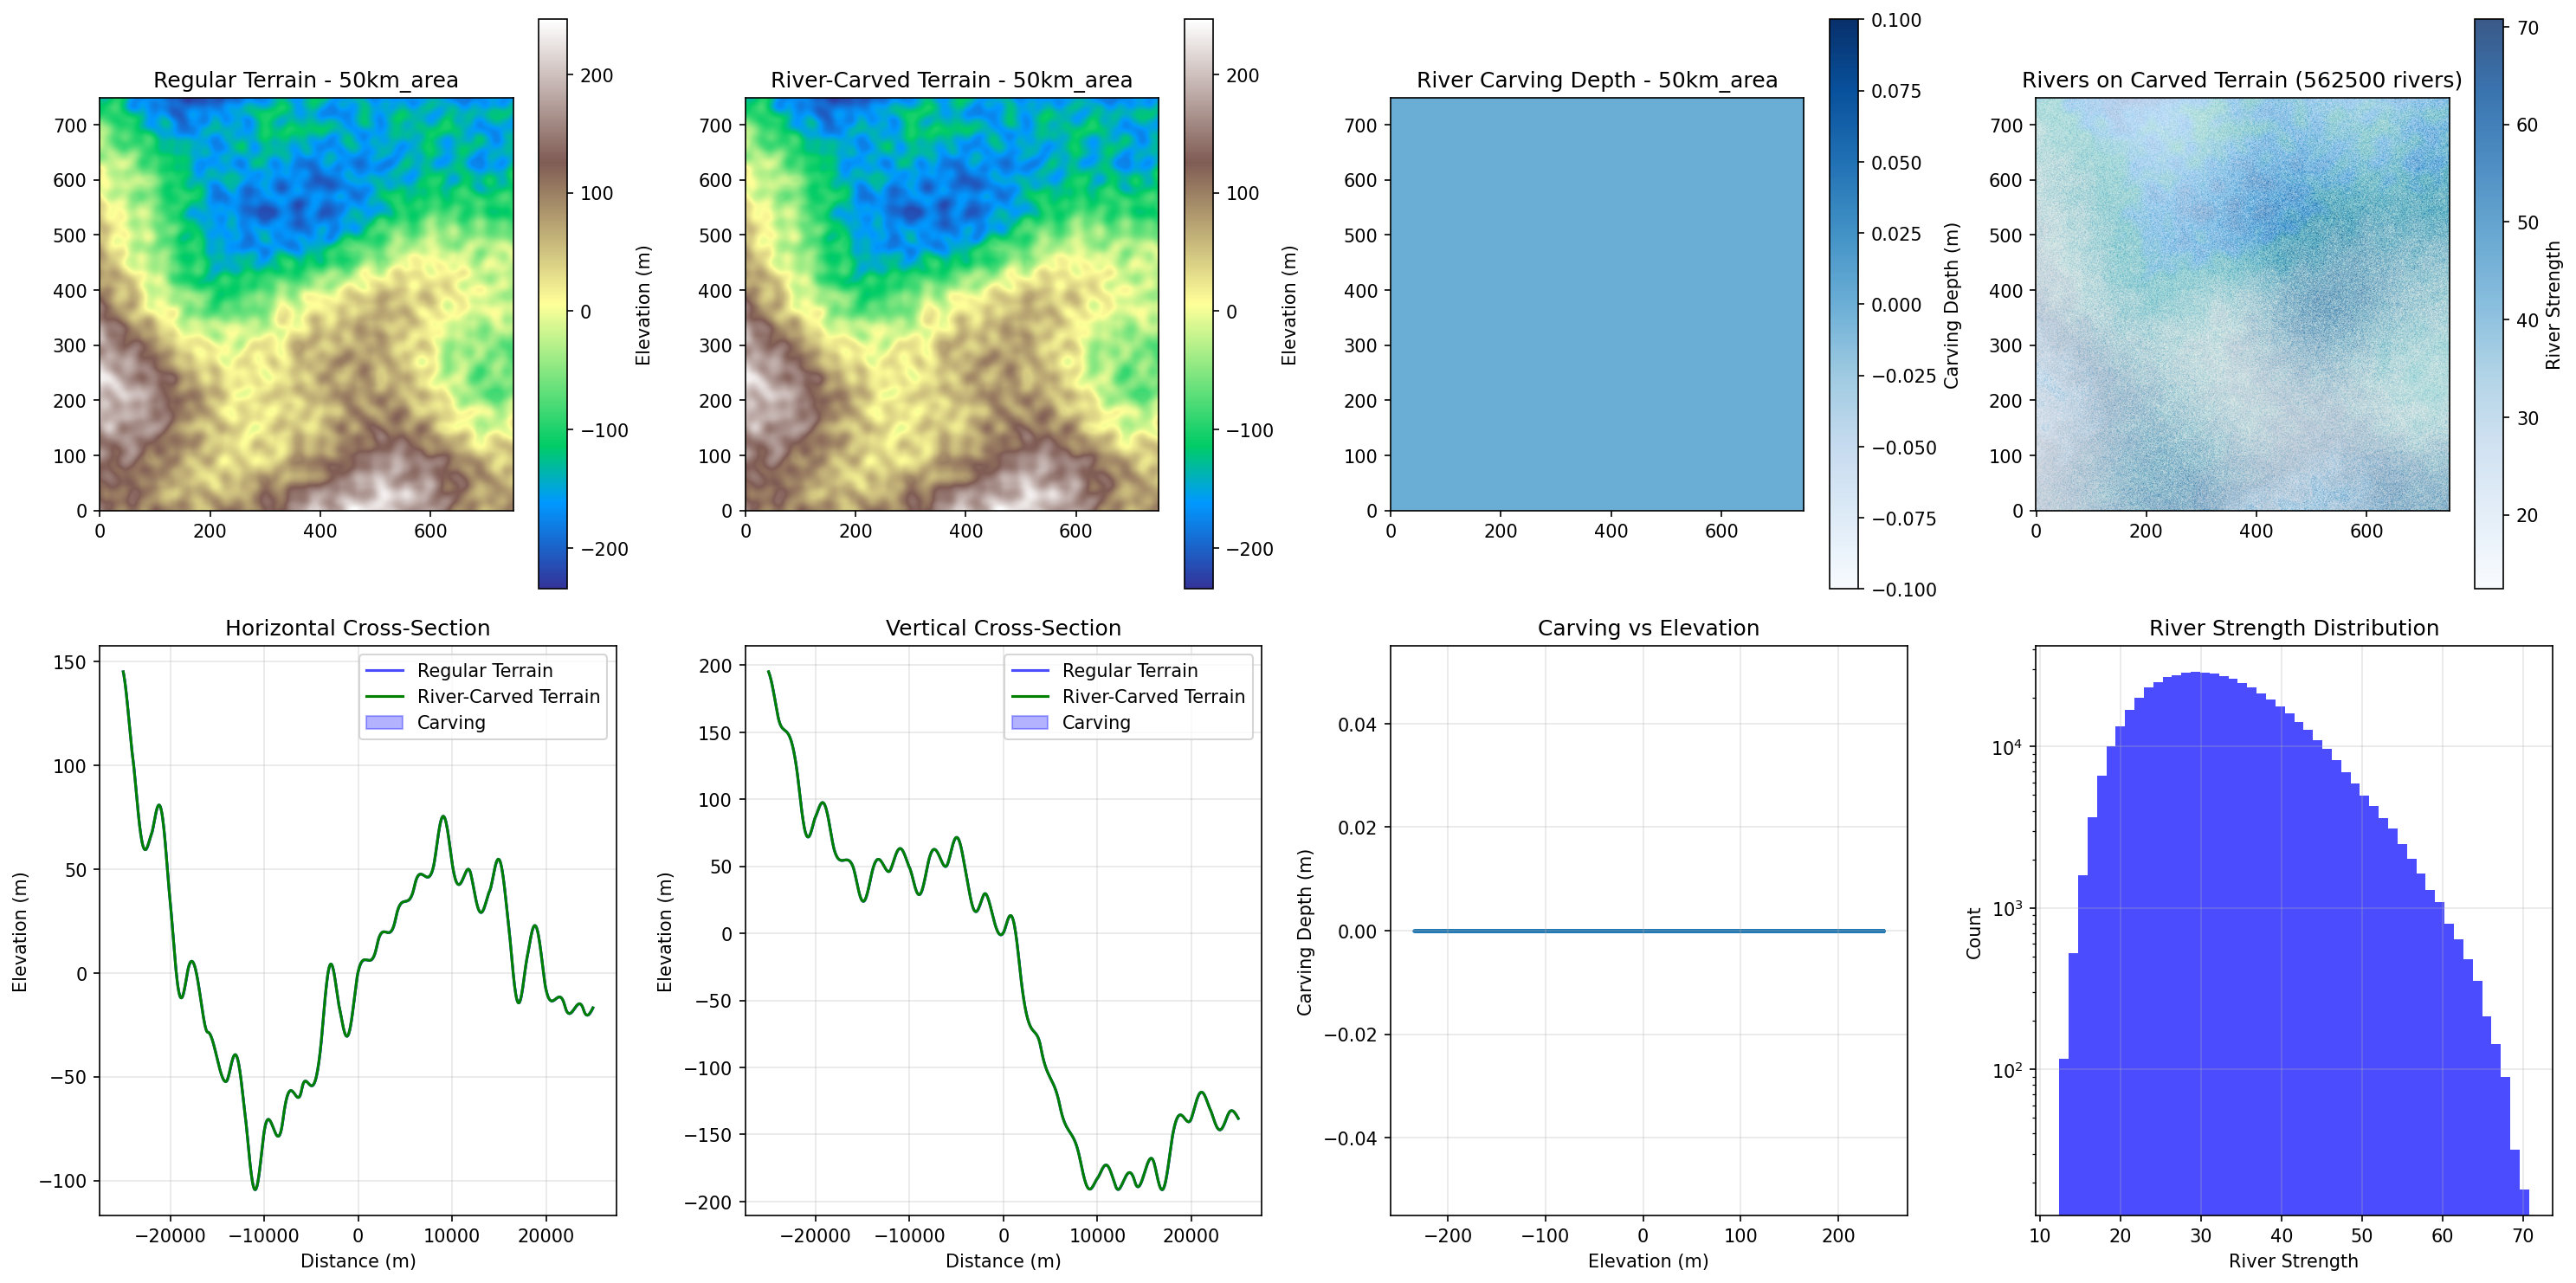 Regular Terrain - 50km_area
700
600
500
400
300
200
100
0
0 200 400 600
200
100
0
−100
−200
Elevation (m)
River-Carved Terrain - 50km_area
700
600
500
400
300
200
100
0
0 200 400 600
200
100
0
−100
−200
Elevation (m)
River Carving Depth - 50km_area
700
600
500
400
300
200
100
0
0 200 400 600
0.100
0.075
0.050
0.025
0.000
−0.025
−0.050
−0.075
−0.100
Carving Depth (m)
Rivers on Carved Terrain (562500 rivers)
700
600
500
400
300
200
100
0
0 200 400 600
70
60
50
40
30
20
River Strength
Horizontal Cross-Section
Elevation (m)
150
100
50
0
−50
−100
Regular Terrain
River-Carved Terrain
Carving
−20000 −10000 0 10000 20000
Distance (m)
Vertical Cross-Section
Elevation (m)
200
150
100
50
0
−50
−100
−150
−200
Regular Terrain
River-Carved Terrain
Carving
−20000 −10000 0 10000 20000
Distance (m)
Carving vs Elevation
Carving Depth (m)
0.04
0.02
0.00
−0.02
−0.04
−200 −100 0 100 200
Elevation (m)
River Strength Distribution
Count
10⁴
10³
10²
10 20 30 40 50 60 70
River Strength